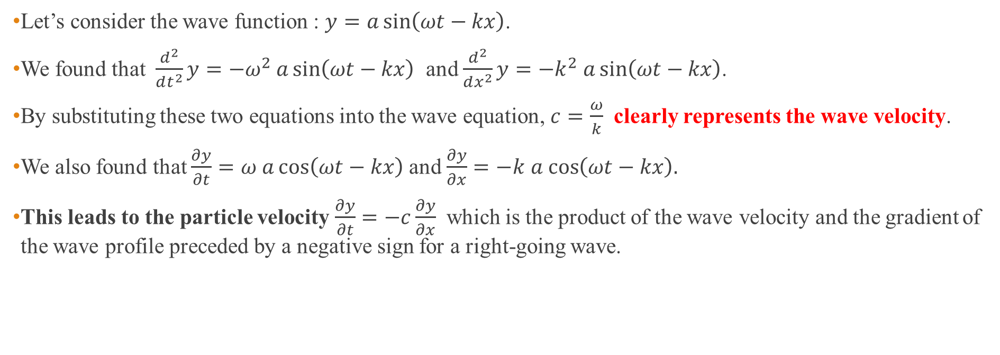 •Let’s consider the wave function : $y = a \sin(\omega t - kx)$.
•We found that $\frac{d^2}{dt^2} y = -\omega^2 \, a \sin(\omega t - kx)$ and $\frac{d^2}{dx^2} y = -k^2 \, a \sin(\omega t - kx)$.
•By substituting these two equations into the wave equation, $c = \frac{\omega}{k}$ clearly represents the wave velocity.
•We also found that $\frac{\partial y}{\partial t} = \omega \, a \cos(\omega t - kx)$ and $\frac{\partial y}{\partial x} = -k \, a \cos(\omega t - kx)$.
•This leads to the particle velocity $\frac{\partial y}{\partial t} = -c \frac{\partial y}{\partial x}$ which is the product of the wave velocity and the gradient of
the wave profile preceded by a negative sign for a right-going wave.